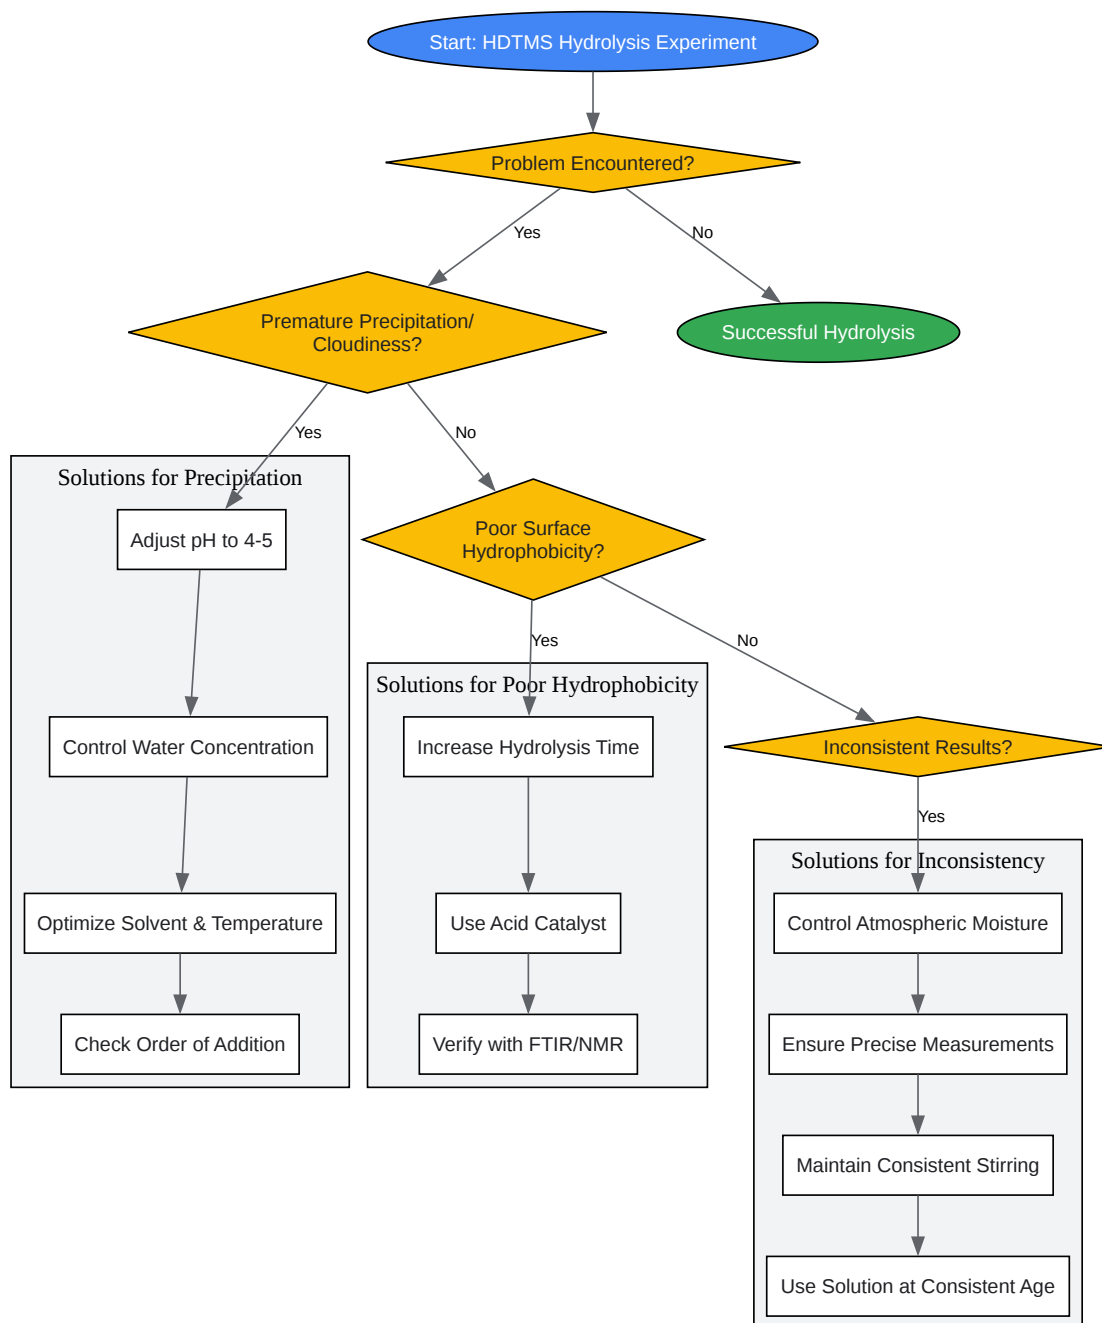 Start: HDTMS Hydrolysis Experiment
Problem Encountered?
Yes
No
Premature Precipitation/
Cloudiness?
Successful Hydrolysis
Yes
No
Solutions for Precipitation
Adjust pH to 4-5
Control Water Concentration
Optimize Solvent & Temperature
Check Order of Addition
Poor Surface
Hydrophobicity?
Yes
No
Solutions for Poor Hydrophobicity
Increase Hydrolysis Time
Use Acid Catalyst
Verify with FTIR/NMR
Inconsistent Results?
Yes
Solutions for Inconsistency
Control Atmospheric Moisture
Ensure Precise Measurements
Maintain Consistent Stirring
Use Solution at Consistent Age